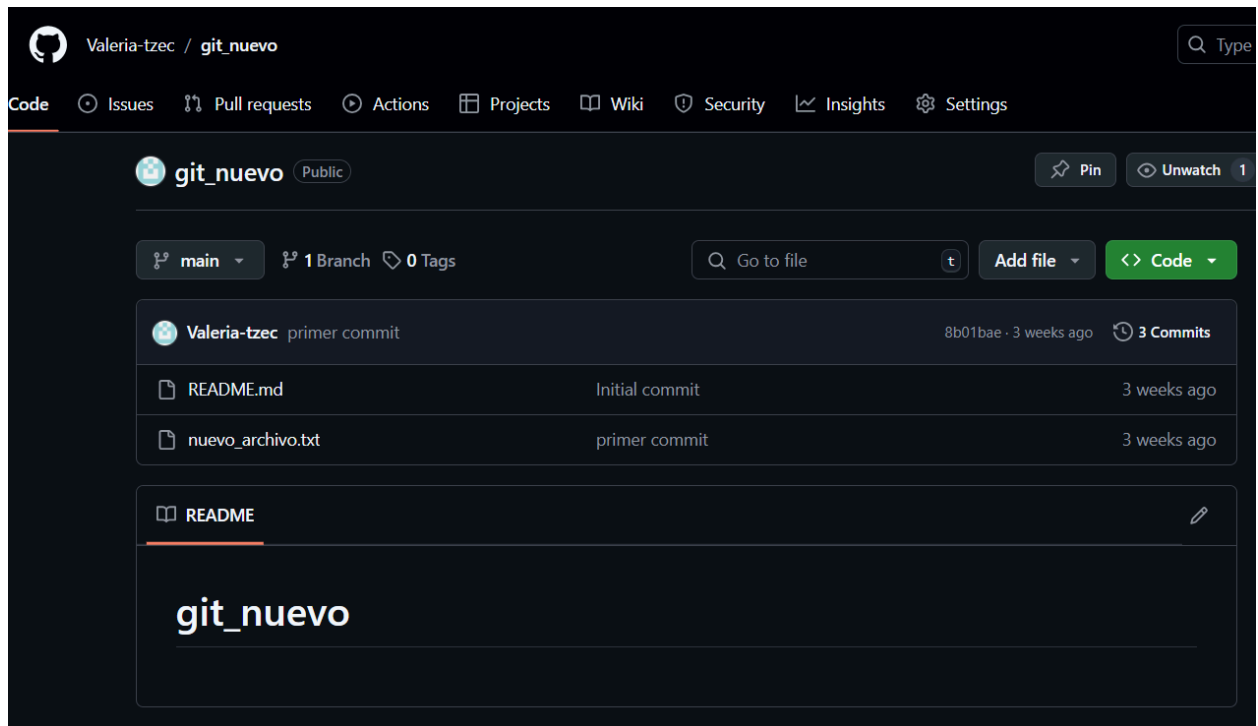 Valeria-tzec / git_nuevo
Type
Code Issues Pull requests Actions Projects Wiki Security Insights Settings
git_nuevo Public Pin Unwatch 1
main 1 Branch 0 Tags Go to file t Add file Code
Valeria-tzec primer commit 8b01bae · 3 weeks ago 3 Commits
README.md Initial commit 3 weeks ago
nuevo_archivo.txt primer commit 3 weeks ago
README
git_nuevo